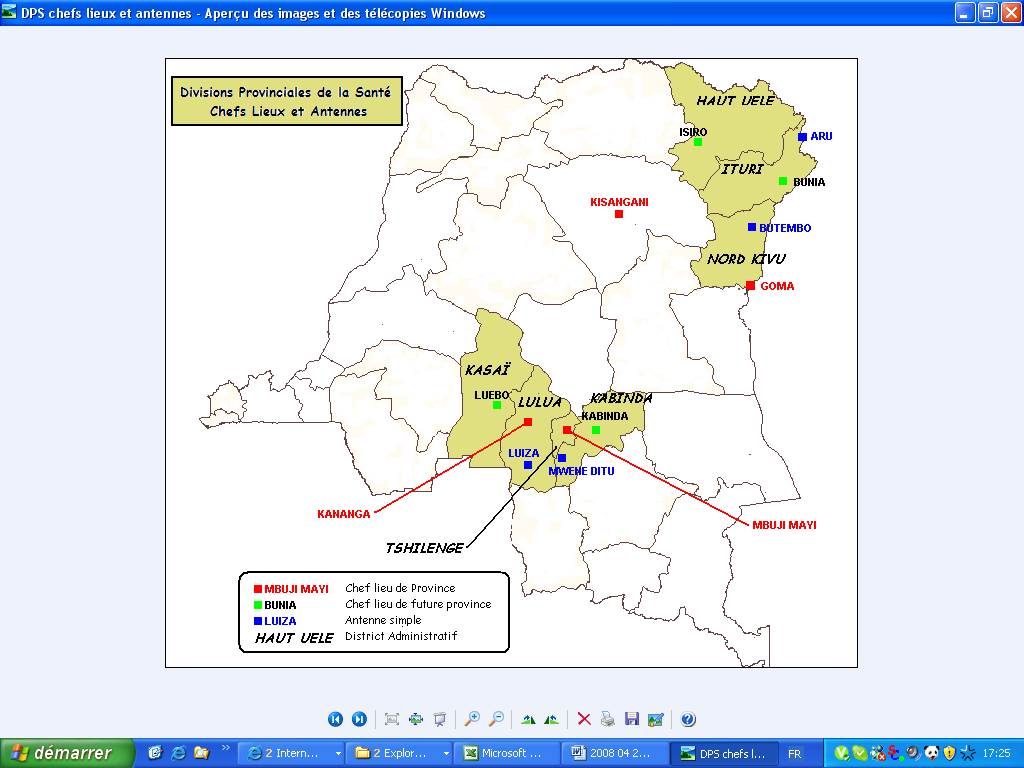 DPS chefs lieux et antennes - Aperçu des images et des télécopies Windows
Divisions Provinciales de la Santé
Chefs Lieux et Antennes
HAUT UELE
ISIRO
ARU
ITURI
BUNIA
KISANGANI
BUTEMBO
NORD KIVU
GOMA
KASAÏ
LUEBO
LULUA
KABINDA
KABINDA
LUIZA
MWENE DITU
KANANGA
MBUJI MAYI
TSHILENGE
MBUJI MAYI Chef lieu de Province
BUNIA Chef lieu de future province
LUIZA Antenne simple
HAUT UELE District Administratif
démarrer » 2 Intern... 2 Explor... Microsoft ... 2008 04 2... DPS chefs l... FR 17:25